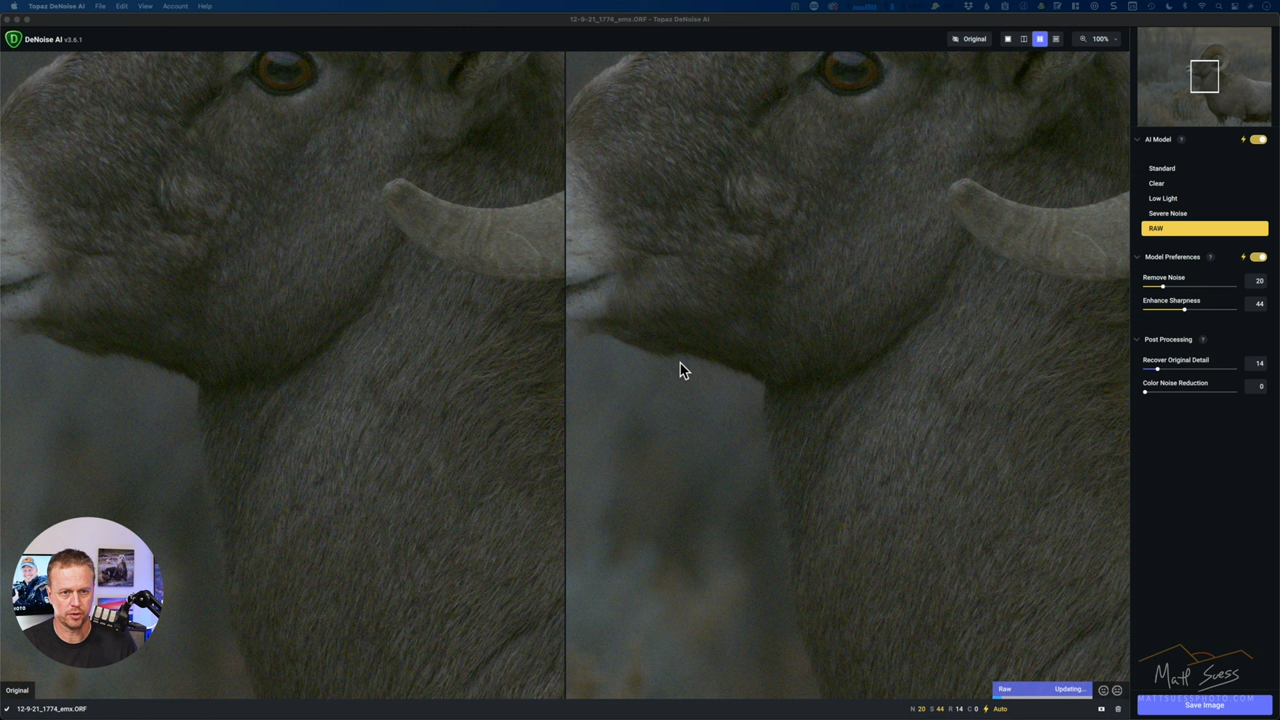 Topaz DeNoise AI File Edit View Account Help
12-9-21_1774_emx.ORF - Topaz DeNoise AI
D DeNoise AI v3.6.1 Original 100%
AI Model ?
Standard
Clear
Low Light
Severe Noise
RAW
Model Preferences ?
Remove Noise 20
Enhance Sharpness 44
Post Processing ?
Recover Original Detail 14
Color Noise Reduction 0
PHOTO
Matt Suess
MATTSUESSPHOTO.COM
Original Raw Updating...
12-9-21_1774_emx.ORF N 20 S 44 R 14 C 0 Auto
Save Image